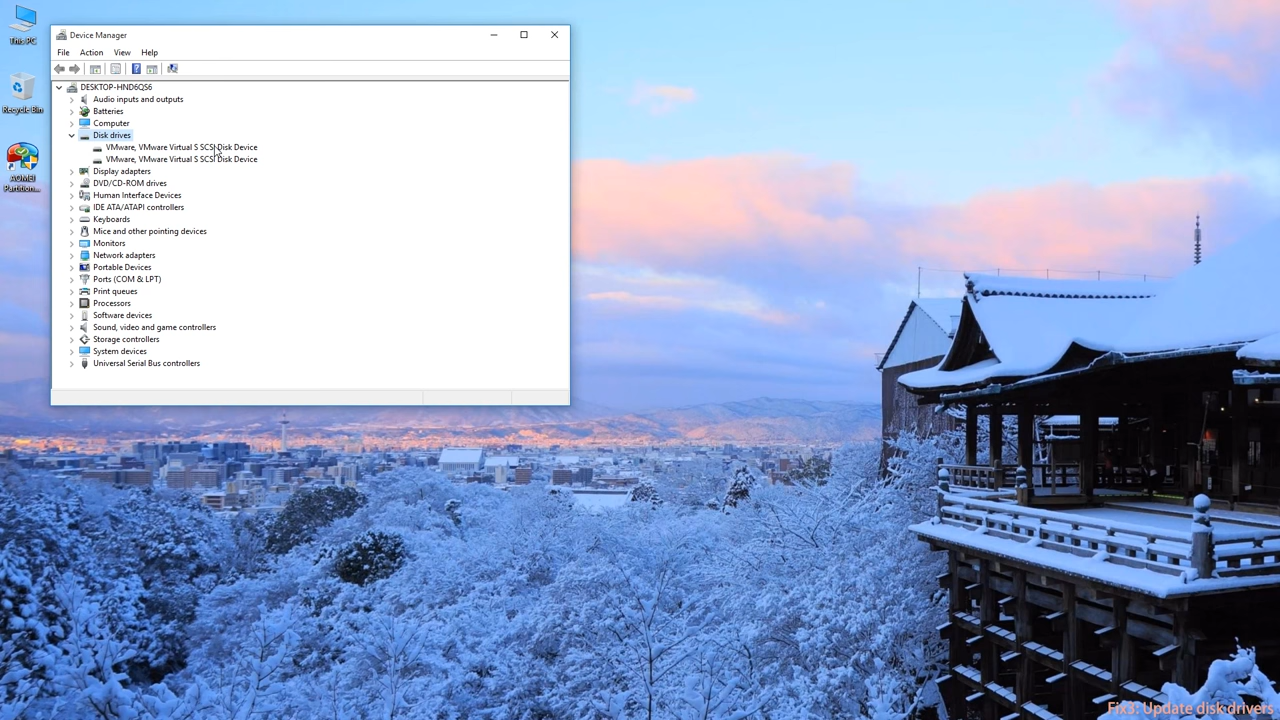 This PC
Recycle Bin
AOMEI
Partition...
Device Manager
File Action View Help
DESKTOP-HND6QS6
Audio inputs and outputs
Batteries
Computer
Disk drives
VMware, VMware Virtual S SCSI Disk Device
VMware, VMware Virtual S SCSI Disk Device
Display adapters
DVD/CD-ROM drives
Human Interface Devices
IDE ATA/ATAPI controllers
Keyboards
Mice and other pointing devices
Monitors
Network adapters
Portable Devices
Ports (COM & LPT)
Print queues
Processors
Software devices
Sound, video and game controllers
Storage controllers
System devices
Universal Serial Bus controllers
Fix3: Update disk drivers